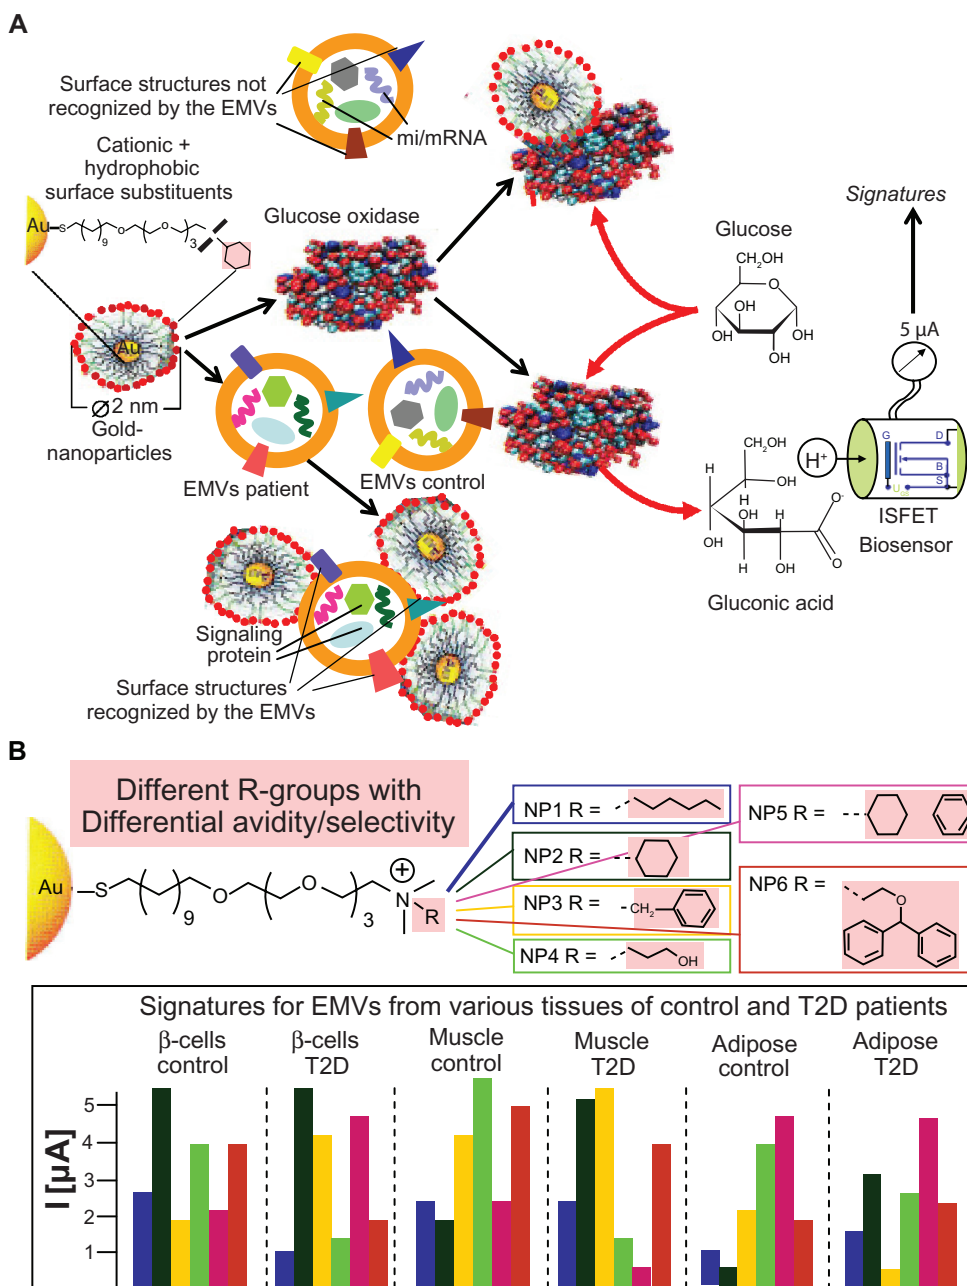 A
Surface structures not
recognized by the EMVs
mi/mRNA
Cationic +
hydrophobic
surface substituents
Au
S
9
O
O
3
Glucose oxidase
Glucose
CH2OH
O
OH
OH
OH
OH
Signatures
5 µA
Au
Ø 2 nm
Gold-
nanoparticles
EMVs patient
EMVs control
H+
G
D
B
S
ISFET
Biosensor
CH2OH
H
OH
H
OH
O-
OH
H
H
OH
O
Gluconic acid
Signaling
protein
Surface structures
recognized by the EMVs
B
Different R-groups with
Differential avidity/selectivity
Au
S
9
O
O
3
N
+
R
NP1 R =
NP2 R =
NP3 R =
CH2
NP4 R =
OH
NP5 R =
NP6 R =
O
Signatures for EMVs from various tissues of control and T2D patients
β-cells
control
β-cells
T2D
Muscle
control
Muscle
T2D
Adipose
control
Adipose
T2D
I [µA]
5
4
3
2
1